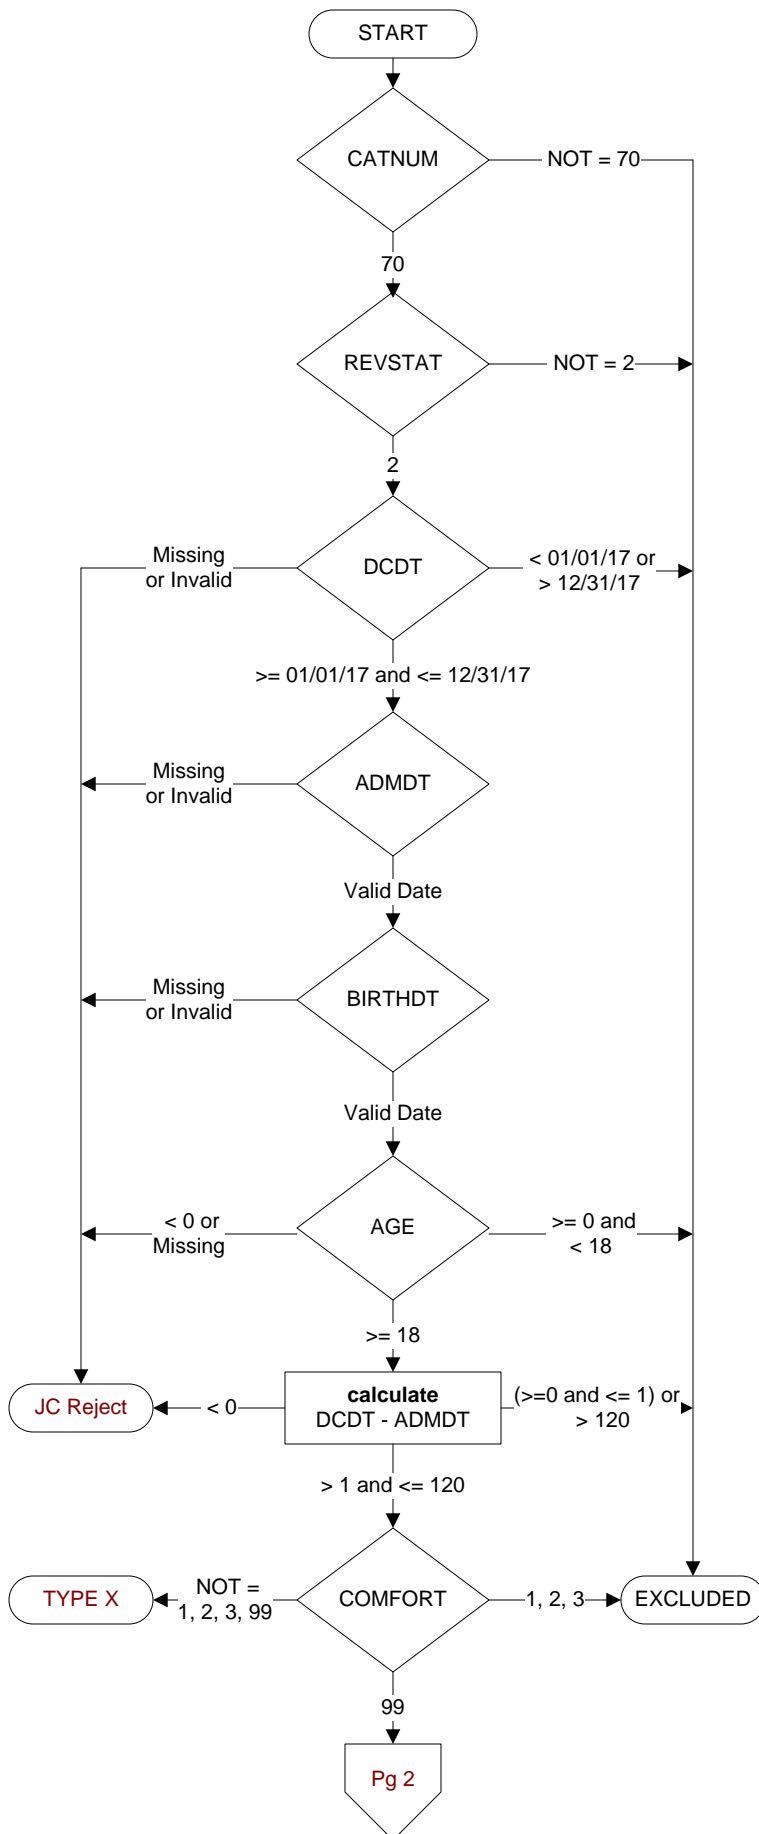 START
CATNUM
NOT = 70
70
REVSTAT
NOT = 2
2
Missing
or Invalid
DCDT
< 01/01/17 or
> 12/31/17
>= 01/01/17 and <= 12/31/17
Missing
or Invalid
ADMDT
Valid Date
Missing
or Invalid
BIRTHDT
Valid Date
< 0 or
Missing
AGE
>= 0 and
< 18
>= 18
JC Reject
< 0
calculate
DCDT - ADMDT
(>=0 and <= 1) or
> 120
> 1 and <= 120
TYPE X
NOT =
1, 2, 3, 99
COMFORT
1, 2, 3
EXCLUDED
99
Pg 2